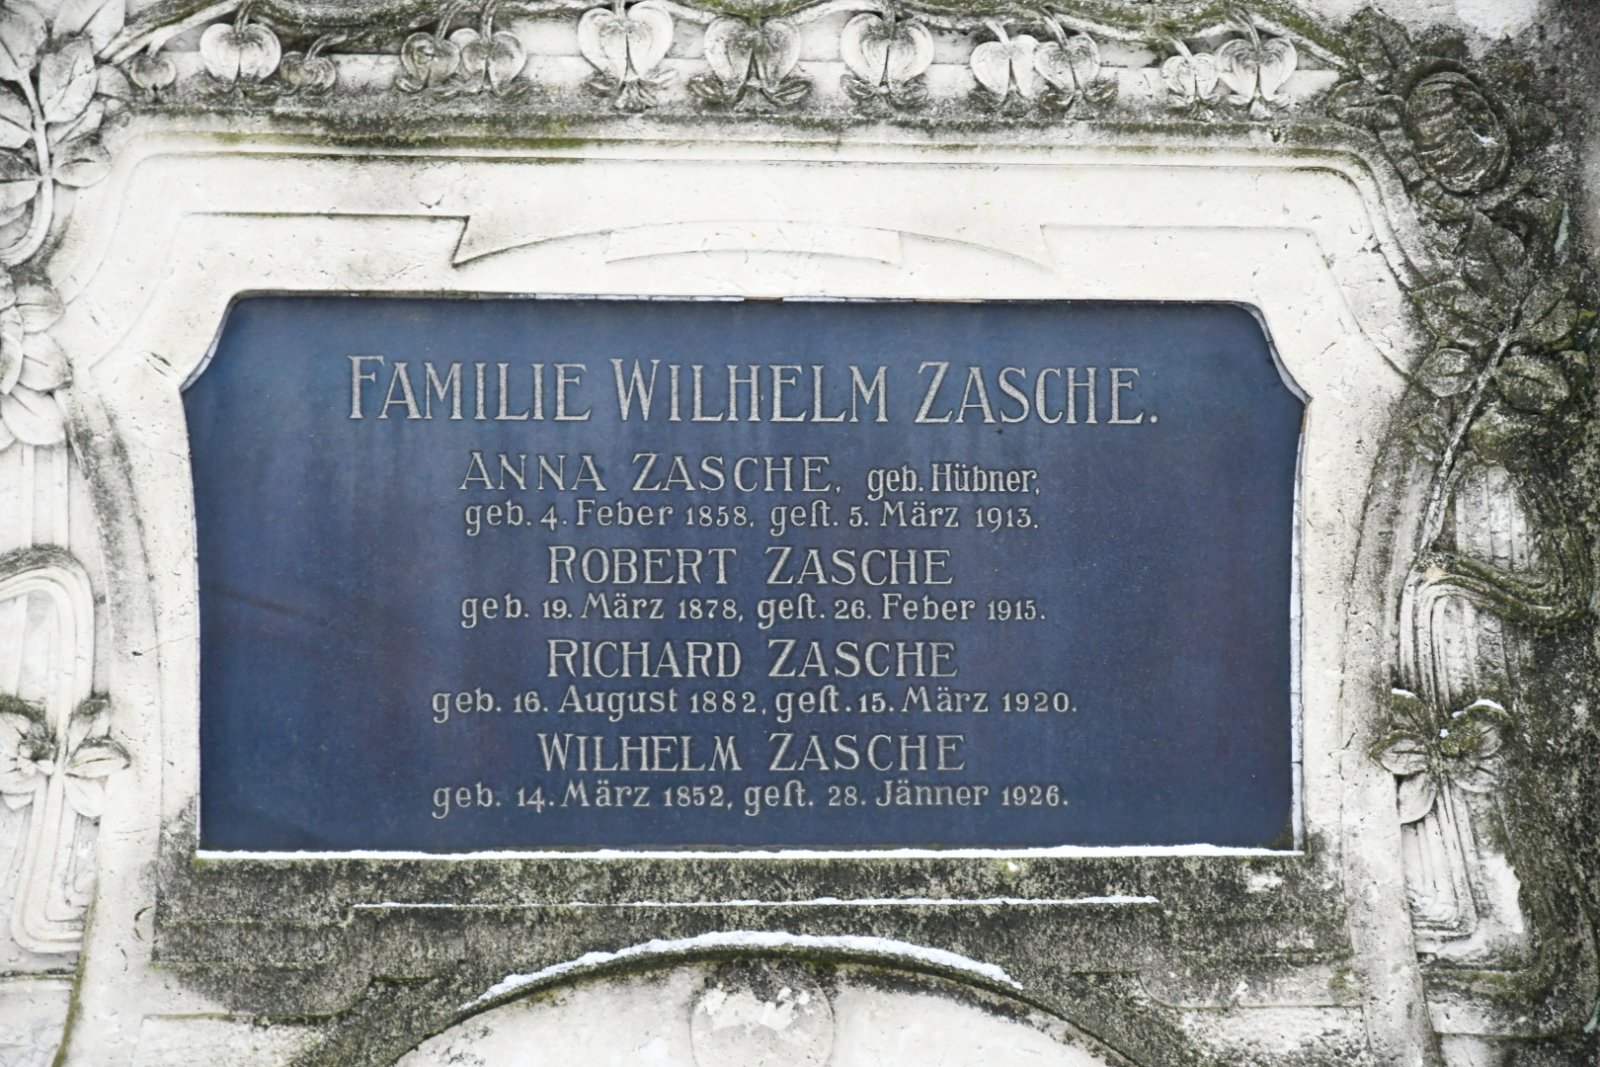 FAMILIE WILHELM ZASCHE.
ANNA ZASCHE, geb. Hübner,
geb. 4. Feber 1858, geſt. 5. März 1913.
ROBERT ZASCHE
geb. 19. März 1878, geſt. 26. Feber 1915.
RICHARD ZASCHE
geb. 16. August 1882, geſt. 15. März 1920.
WILHELM ZASCHE
geb. 14. März 1852, geſt. 28. Jänner 1926.